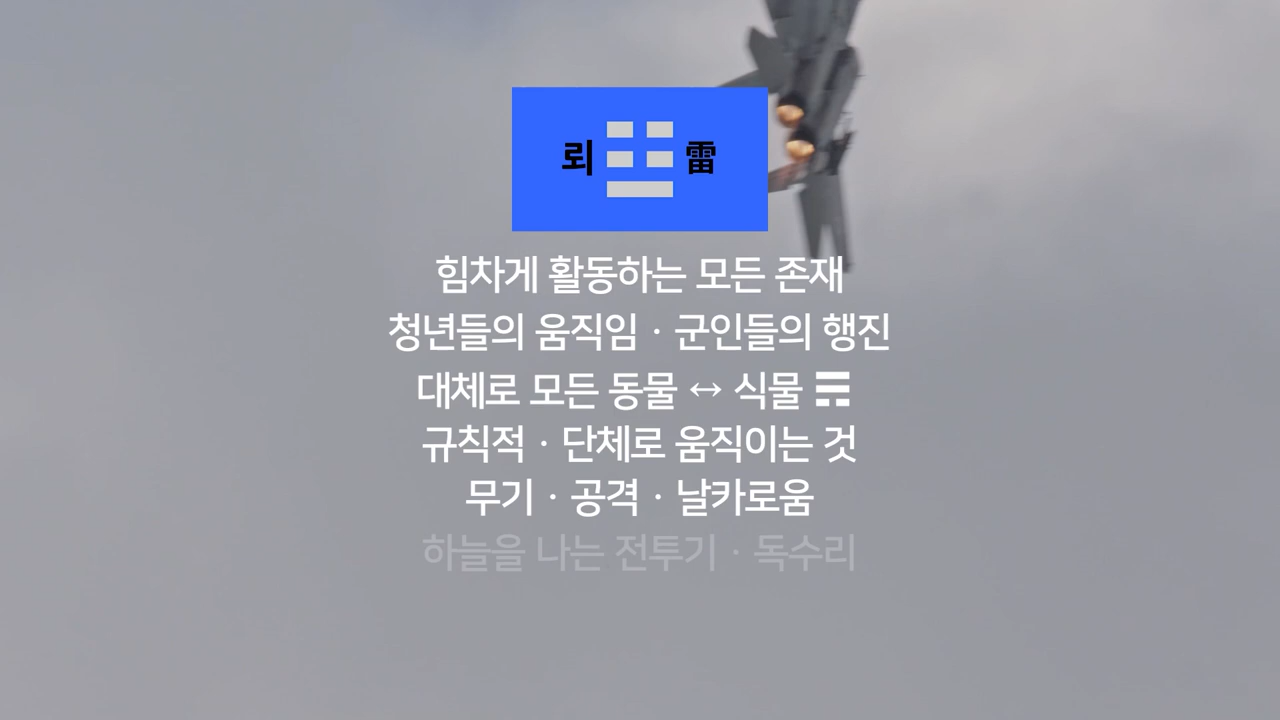 뢰 ☳ 雷
힘차게 활동하는 모든 존재
청년들의 움직임 · 군인들의 행진
대체로 모든 동물 ↔ 식물 ☴
규칙적 · 단체로 움직이는 것
무기 · 공격 · 날카로움
하늘을 나는 전투기 · 독수리